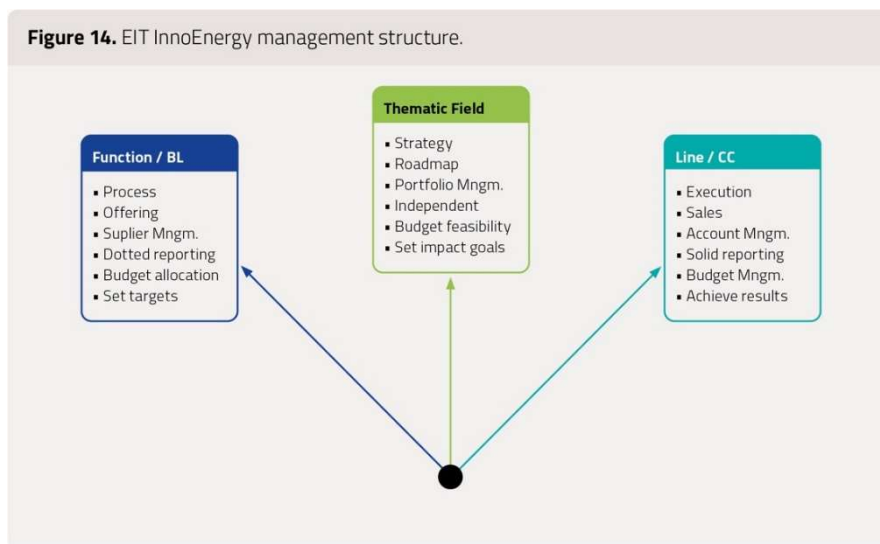 Figure 14. EIT InnoEnergy management structure.
Function / BL
▪ Process
▪ Offering
▪ Suplier Mngm.
▪ Dotted reporting
▪ Budget allocation
▪ Set targets
Thematic Field
▪ Strategy
▪ Roadmap
▪ Portfolio Mngm.
▪ Independent
▪ Budget feasibility
▪ Set impact goals
Line / CC
▪ Execution
▪ Sales
▪ Account Mngm.
▪ Solid reporting
▪ Budget Mngm.
▪ Achieve results